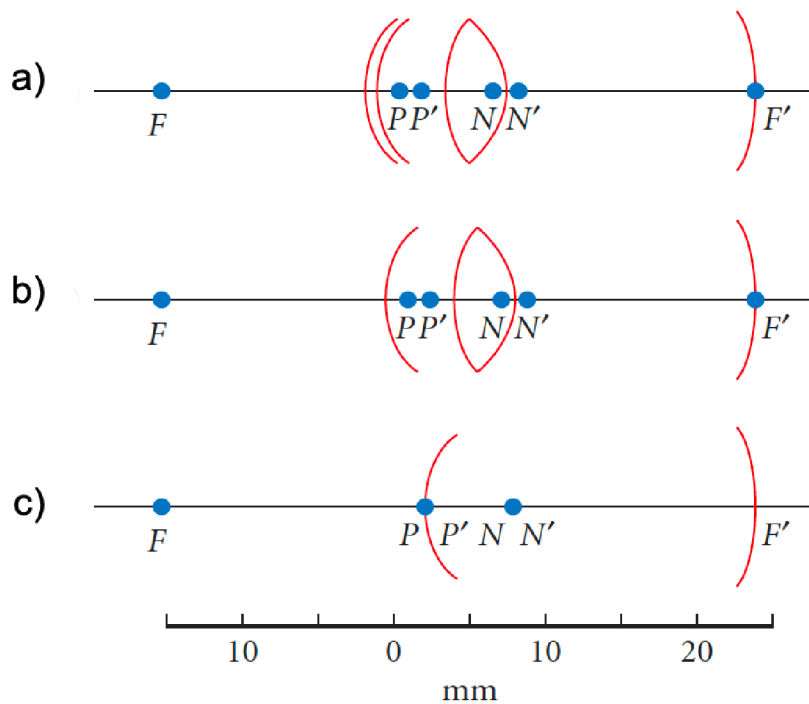 a)
F P P′ N N′ F′
b)
F P P′ N N′ F′
c)
F P P′ N N′ F′
10 0 10 20
mm